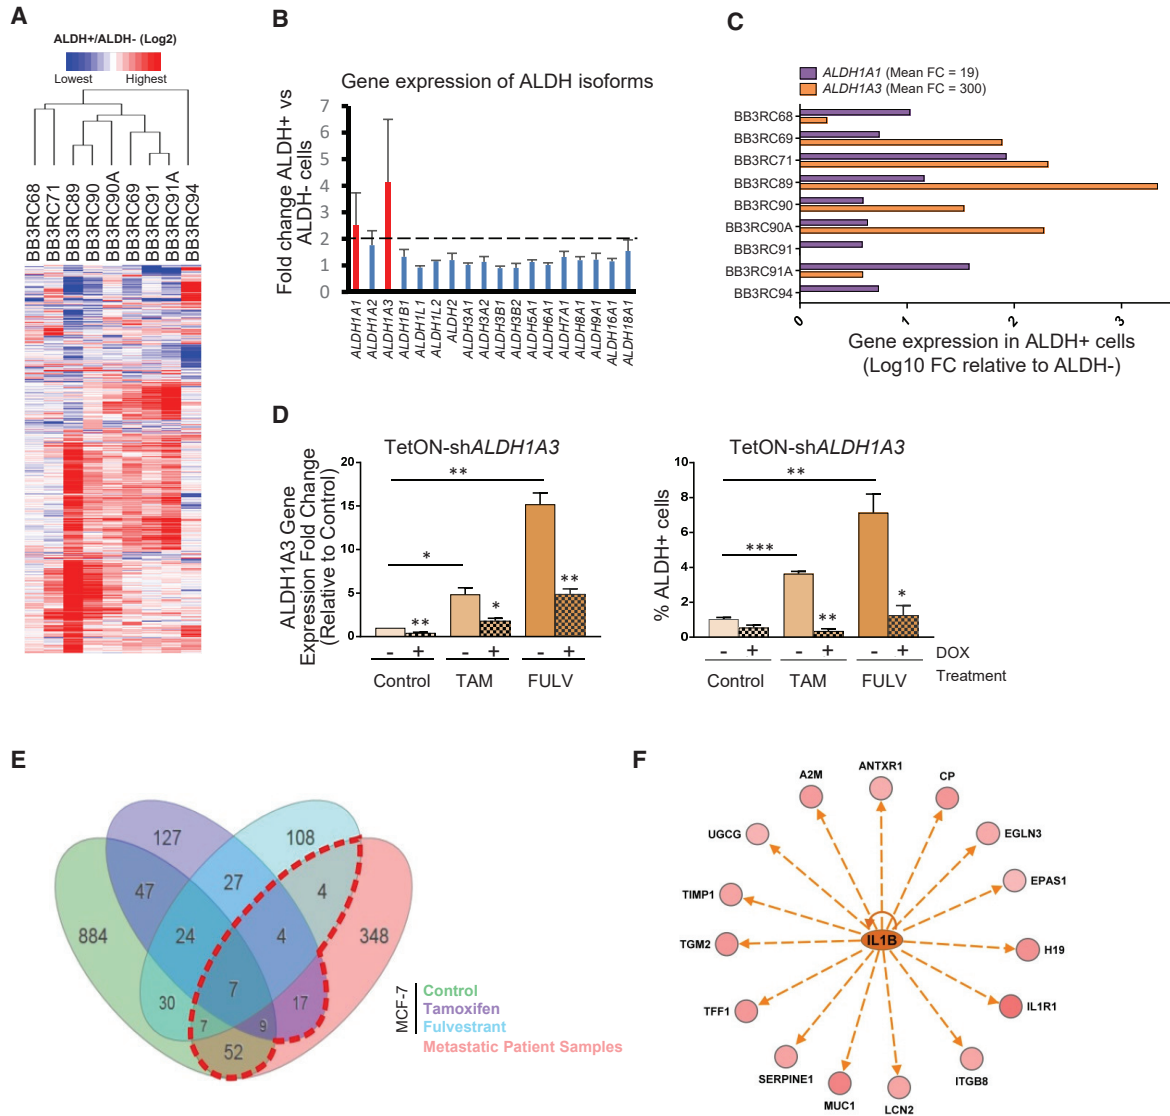 A
ALDH+/ALDH- (Log2)
Lowest
Highest
BB3RC68
BB3RC71
BB3RC89
BB3RC90
BB3RC90A
BB3RC69
BB3RC91
BB3RC91A
BB3RC94
B
Gene expression of ALDH isoforms
Fold change ALDH+ vs
ALDH- cells
7
6
5
4
3
2
1
0
ALDH1A1
ALDH1A2
ALDH1A3
ALDH1B1
ALDH1L1
ALDH1L2
ALDH2
ALDH3A1
ALDH3A2
ALDH3B1
ALDH3B2
ALDH5A1
ALDH6A1
ALDH7A1
ALDH8A1
ALDH9A1
ALDH16A1
ALDH18A1
C
ALDH1A1 (Mean FC = 19)
ALDH1A3 (Mean FC = 300)
BB3RC68
BB3RC69
BB3RC71
BB3RC89
BB3RC90
BB3RC90A
BB3RC91
BB3RC91A
BB3RC94
0 1 2 3
Gene expression in ALDH+ cells
(Log10 FC relative to ALDH-)
D
TetON-shALDH1A3
ALDH1A3 Gene
Expression Fold Change
(Relative to Control)
20
15
10
5
0
**
*
**
*
**
- + - + - +
Control TAM FULV
TetON-shALDH1A3
% ALDH+ cells
10
8
6
4
2
0
**
***
**
*
- + - + - + DOX
Control TAM FULV Treatment
E
127
108
47
27
4
884
24
4
348
30
7
17
7
9
52
MCF-7
Control
Tamoxifen
Fulvestrant
Metastatic Patient Samples
F
ANTXR1
A2M
CP
UGCG
EGLN3
TIMP1
EPAS1
TGM2
IL1B
H19
TFF1
IL1R1
SERPINE1
ITGB8
MUC1
LCN2